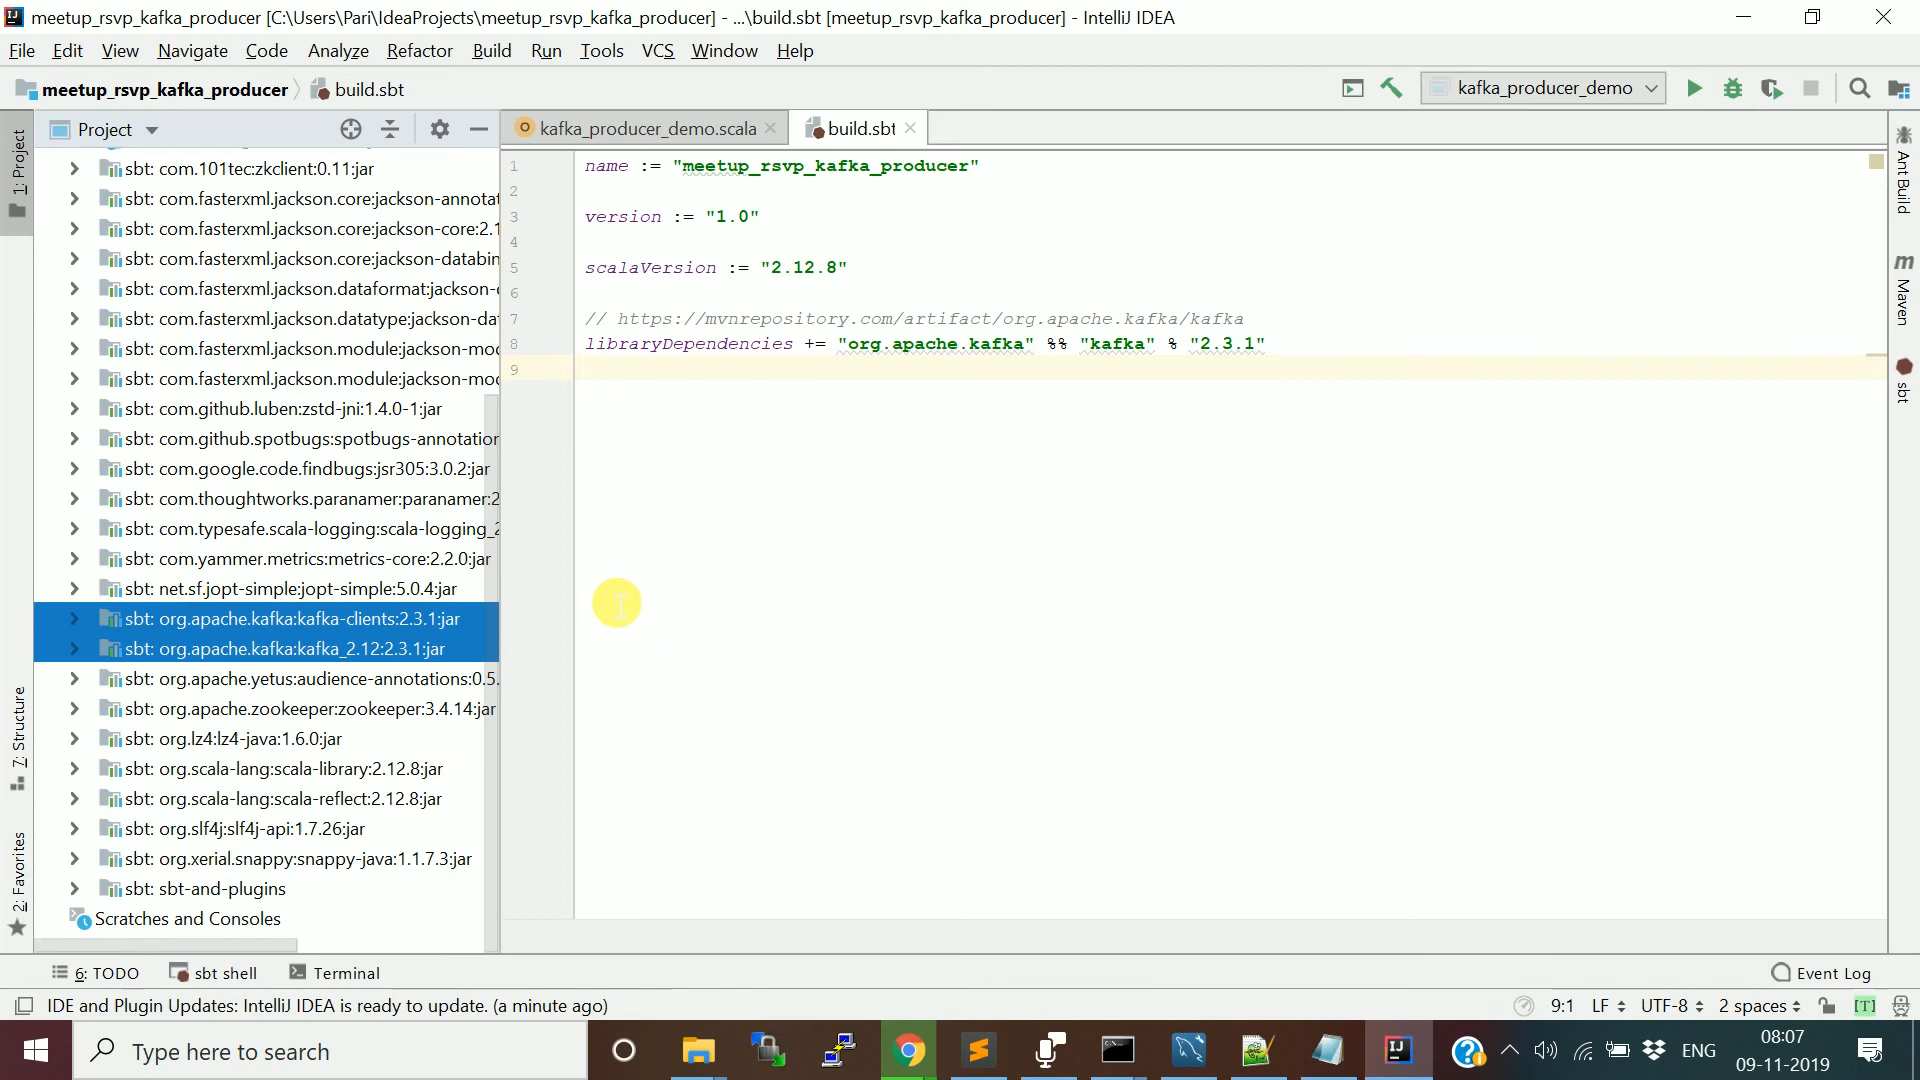 meetup_rsvp_kafka_producer [C:\Users\Pari\IdeaProjects\meetup_rsvp_kafka_producer] - ...\build.sbt [meetup_rsvp_kafka_producer] - IntelliJ IDEA
File Edit View Navigate Code Analyze Refactor Build Run Tools VCS Window Help
meetup_rsvp_kafka_producer build.sbt kafka_producer_demo
Project kafka_producer_demo.scala build.sbt
1: Project
7: Structure
2: Favorites
sbt: com.101tec:zkclient:0.11:jar
sbt: com.fasterxml.jackson.core:jackson-annotat
sbt: com.fasterxml.jackson.core:jackson-core:2.1
sbt: com.fasterxml.jackson.core:jackson-databin
sbt: com.fasterxml.jackson.dataformat:jackson-c
sbt: com.fasterxml.jackson.datatype:jackson-da
sbt: com.fasterxml.jackson.module:jackson-mod
sbt: com.fasterxml.jackson.module:jackson-mod
sbt: com.github.luben:zstd-jni:1.4.0-1:jar
sbt: com.github.spotbugs:spotbugs-annotation
sbt: com.google.code.findbugs:jsr305:3.0.2:jar
sbt: com.thoughtworks.paranamer:paranamer:2
sbt: com.typesafe.scala-logging:scala-logging_2
sbt: com.yammer.metrics:metrics-core:2.2.0:jar
sbt: net.sf.jopt-simple:jopt-simple:5.0.4:jar
sbt: org.apache.kafka:kafka-clients:2.3.1:jar
sbt: org.apache.kafka:kafka_2.12:2.3.1:jar
sbt: org.apache.yetus:audience-annotations:0.5.
sbt: org.apache.zookeeper:zookeeper:3.4.14:jar
sbt: org.lz4:lz4-java:1.6.0:jar
sbt: org.scala-lang:scala-library:2.12.8:jar
sbt: org.scala-lang:scala-reflect:2.12.8:jar
sbt: org.slf4j:slf4j-api:1.7.26:jar
sbt: org.xerial.snappy:snappy-java:1.1.7.3:jar
sbt: sbt-and-plugins
Scratches and Consoles
1 name := "meetup_rsvp_kafka_producer"
2
3 version := "1.0"
4
5 scalaVersion := "2.12.8"
6
7 // https://mvnrepository.com/artifact/org.apache.kafka/kafka
8 libraryDependencies += "org.apache.kafka" %% "kafka" % "2.3.1"
9
Ant Build
m Maven
sbt
6: TODO sbt shell Terminal Event Log
IDE and Plugin Updates: IntelliJ IDEA is ready to update. (a minute ago) 9:1 LF UTF-8 2 spaces [T]
Type here to search ENG 08:07
09-11-2019